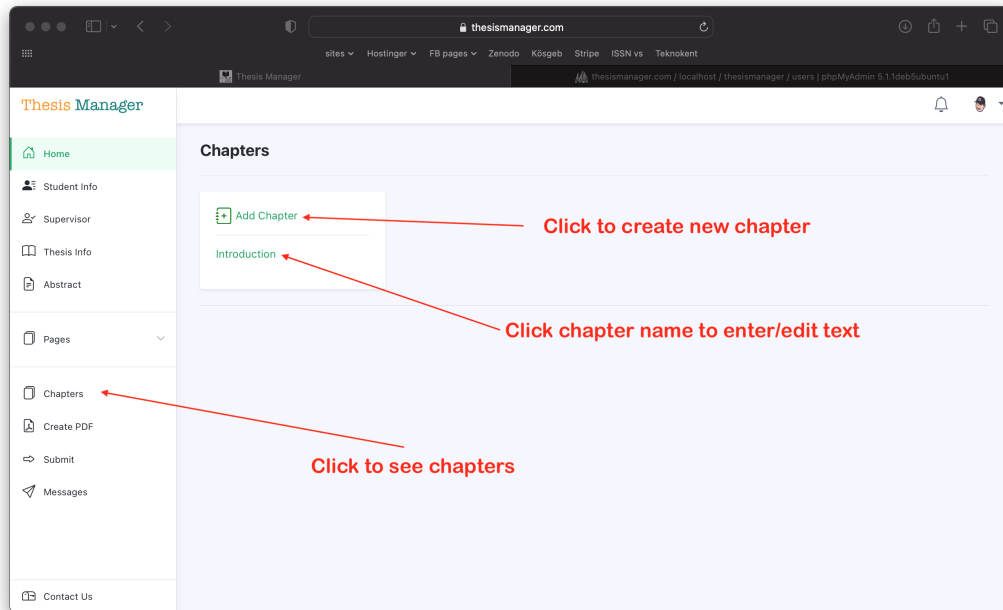 thesismanager.com
sites Hostinger FB pages Zenodo Kösgeb Stripe ISSN vs Teknokent
Thesis Manager
thesismanager.com / localhost / thesismanager / users | phpMyAdmin 5.1.1deb5ubuntu1
Thesis Manager
Home
Student Info
Supervisor
Thesis Info
Abstract
Pages
Chapters
Create PDF
Submit
Messages
Contact Us
Chapters
Add Chapter
Click to create new chapter
Introduction
Click chapter name to enter/edit text
Click to see chapters